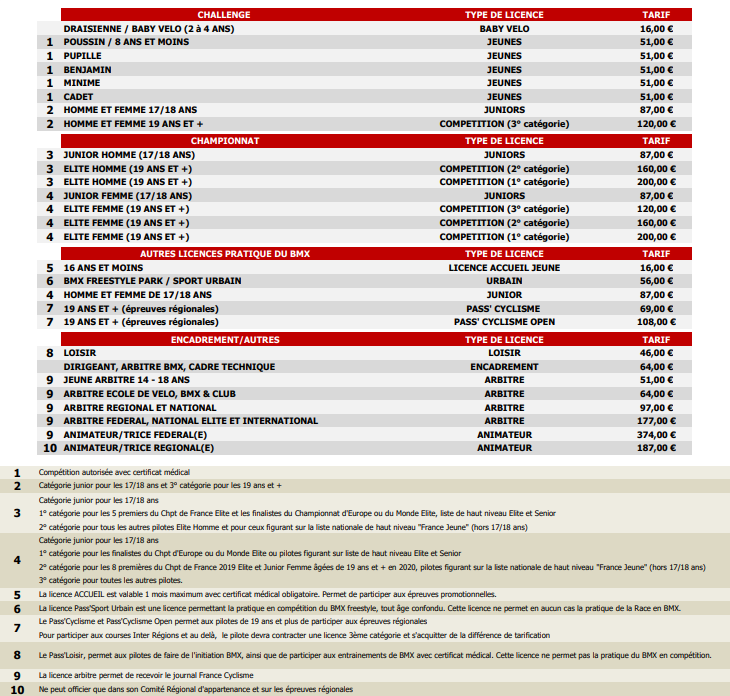 CHALLENGE TYPE DE LICENCE TARIF
DRAISIENNE / BABY VELO (2 à 4 ANS) BABY VELO 16,00 €
1 POUSSIN / 8 ANS ET MOINS JEUNES 51,00 €
1 PUPILLE JEUNES 51,00 €
1 BENJAMIN JEUNES 51,00 €
1 MINIME JEUNES 51,00 €
1 CADET JEUNES 51,00 €
2 HOMME ET FEMME 17/18 ANS JUNIORS 87,00 €
2 HOMME ET FEMME 19 ANS ET + COMPETITION (3° catégorie) 120,00 €
CHAMPIONNAT TYPE DE LICENCE TARIF
3 JUNIOR HOMME (17/18 ANS) JUNIORS 87,00 €
3 ELITE HOMME (19 ANS ET +) COMPETITION (2° catégorie) 160,00 €
3 ELITE HOMME (19 ANS ET +) COMPETITION (1° catégorie) 200,00 €
4 JUNIOR FEMME (17/18 ANS) JUNIORS 87,00 €
4 ELITE FEMME (19 ANS ET +) COMPETITION (3° catégorie) 120,00 €
4 ELITE FEMME (19 ANS ET +) COMPETITION (2° catégorie) 160,00 €
4 ELITE FEMME (19 ANS ET +) COMPETITION (1° catégorie) 200,00 €
AUTRES LICENCES PRATIQUE DU BMX TYPE DE LICENCE TARIF
5 16 ANS ET MOINS LICENCE ACCUEIL JEUNE 16,00 €
6 BMX FREESTYLE PARK / SPORT URBAIN URBAIN 56,00 €
4 HOMME ET FEMME DE 17/18 ANS JUNIOR 87,00 €
7 19 ANS ET + (épreuves régionales) PASS' CYCLISME 69,00 €
7 19 ANS ET + (épreuves régionales) PASS' CYCLISME OPEN 108,00 €
ENCADREMENT/AUTRES TYPE DE LICENCE TARIF
8 LOISIR LOISIR 46,00 €
DIRIGEANT, ARBITRE BMX, CADRE TECHNIQUE ENCADREMENT 64,00 €
9 JEUNE ARBITRE 14 - 18 ANS ARBITRE 51,00 €
9 ARBITRE ECOLE DE VELO, BMX & CLUB ARBITRE 64,00 €
9 ARBITRE REGIONAL ET NATIONAL ARBITRE 97,00 €
9 ARBITRE FEDERAL, NATIONAL ELITE ET INTERNATIONAL ARBITRE 177,00 €
9 ANIMATEUR/TRICE FEDERAL(E) ANIMATEUR 374,00 €
10 ANIMATEUR/TRICE REGIONAL(E) ANIMATEUR 187,00 €
1 Compétition autorisée avec certificat médical
2 Catégorie junior pour les 17/18 ans et 3° catégorie pour les 19 ans et +
Catégorie junior pour les 17/18 ans
3 1° catégorie pour les 5 premiers du Chpt de France Elite et les finalistes du Championnat d'Europe ou du Monde Elite, liste de haut niveau Elite et Senior
2° catégorie pour tous les autres pilotes Elite Homme et pour ceux figurant sur la liste nationale de haut niveau "France Jeune" (hors 17/18 ans)
Catégorie junior pour les 17/18 ans
1° catégorie pour les finalistes du Chpt d'Europe ou du Monde Elite ou pilotes figurant sur liste de haut niveau Elite et Senior
4 2° catégorie pour les 8 premières du Chpt de France 2019 Elite et Junior Femme âgées de 19 ans et + en 2020, pilotes figurant sur la liste nationale de haut niveau "France Jeune" (hors 17/18 ans)
3° catégorie pour toutes les autres pilotes.
5 La licence ACCUEIL est valable 1 mois maximum avec certificat médical obligatoire. Permet de participer aux épreuves promotionnelles.
6 La licence Pass'Sport Urbain est une licence permettant la pratique en compétition du BMX freestyle, tout âge confondu. Cette licence ne permet en aucun cas la pratique de la Race en BMX.
7 Le Pass'Cyclisme et Pass'Cyclisme Open permet aux pilotes de 19 ans et plus de participer aux épreuves régionales
Pour participer aux courses Inter Régions et au delà, le pilote devra contracter une licence 3ème catégorie et s'acquitter de la différence de tarification
8 Le Pass'Loisir, permet aux pilotes de faire de l'initiation BMX, ainsi que de participer aux entrainements de BMX avec certificat médical. Cette licence ne permet pas la pratique du BMX en compétition.
9 La licence arbitre permet de recevoir le journal France Cyclisme
10 Ne peut officier que dans son Comité Régional d'appartenance et sur les épreuves régionales